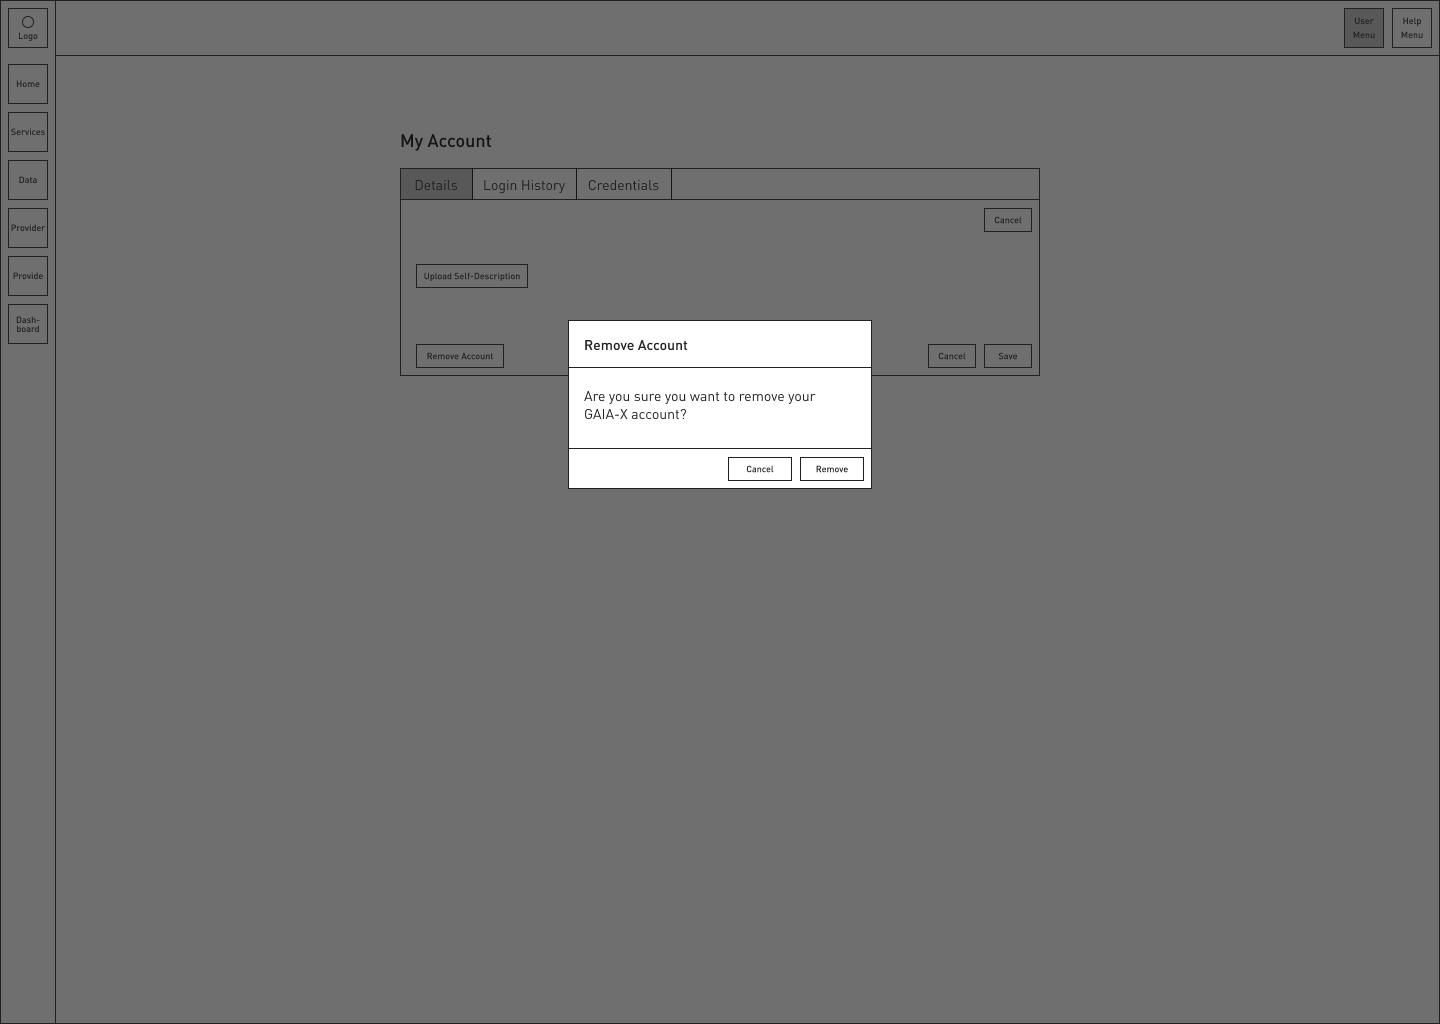 Logo
User
Menu
Help
Menu
Home
Services
Data
Provider
Provide
Dash-
board
My Account
Details
Login History
Credentials
Cancel
Upload Self-Description
Remove Account
Cancel
Save
Remove Account
Are you sure you want to remove your
GAIA-X account?
Cancel
Remove